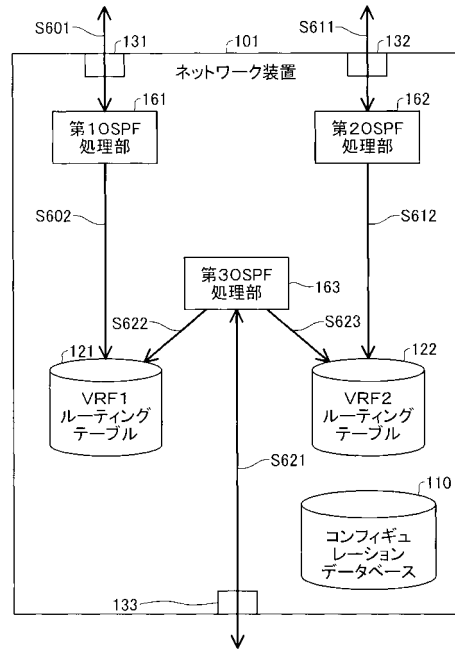 S601
131
101
S611
132
ネットワーク装置
161
第1OSPF
処理部
162
第2OSPF
処理部
S602
S612
第3OSPF
処理部
163
S622
S623
121
VRF1
ルーティング
テーブル
122
VRF2
ルーティング
テーブル
S621
110
コンフィギュ
レーション
データベース
133